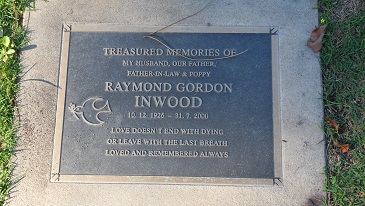 TREASURED MEMORIES OF
MY HUSBAND, OUR FATHER,
FATHER-IN-LAW & POPPY
RAYMOND GORDON
INWOOD
10. 12. 1926 – 31. 7. 2000
LOVE DOESN'T END WITH DYING
OR LEAVE WITH THE LAST BREATH
LOVED AND REMEMBERED ALWAYS